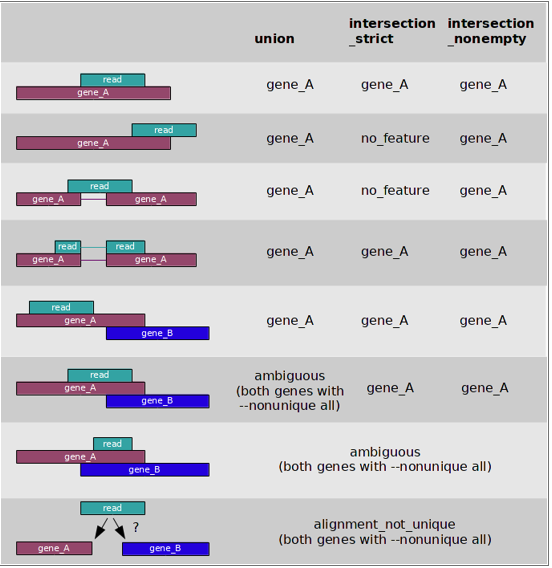 union
intersection
_strict
intersection
_nonempty
read
gene_A
gene_A
gene_A
gene_A
read
gene_A
gene_A
no_feature
gene_A
read
gene_A
gene_A
gene_A
no_feature
gene_A
read
read
gene_A
gene_A
gene_A
gene_A
gene_A
read
gene_A
gene_B
gene_A
gene_A
gene_A
read
gene_A
gene_B
ambiguous
(both genes with
--nonunique all)
gene_A
gene_A
read
gene_A
gene_B
ambiguous
(both genes with --nonunique all)
read
?
gene_A
gene_B
alignment_not_unique
(both genes with --nonunique all)